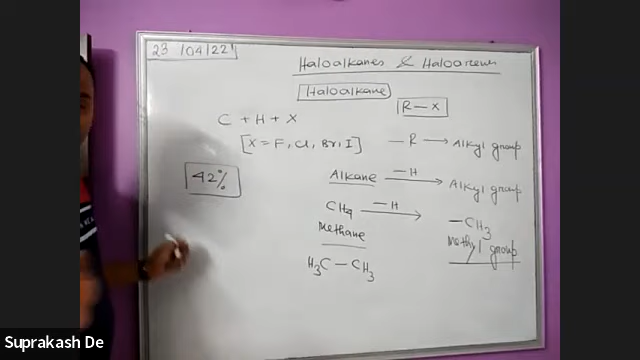 23/04/22
Haloalkanes & Haloarenes
Haloalkane
R-X
C + H + X
[X = F, Cl, Br, I]
-R → Alkyl group
42%
Alkane -H → Alkyl group
CH4 -H → -CH3
Methane
Methyl group
H3C - CH3
Suprakash De